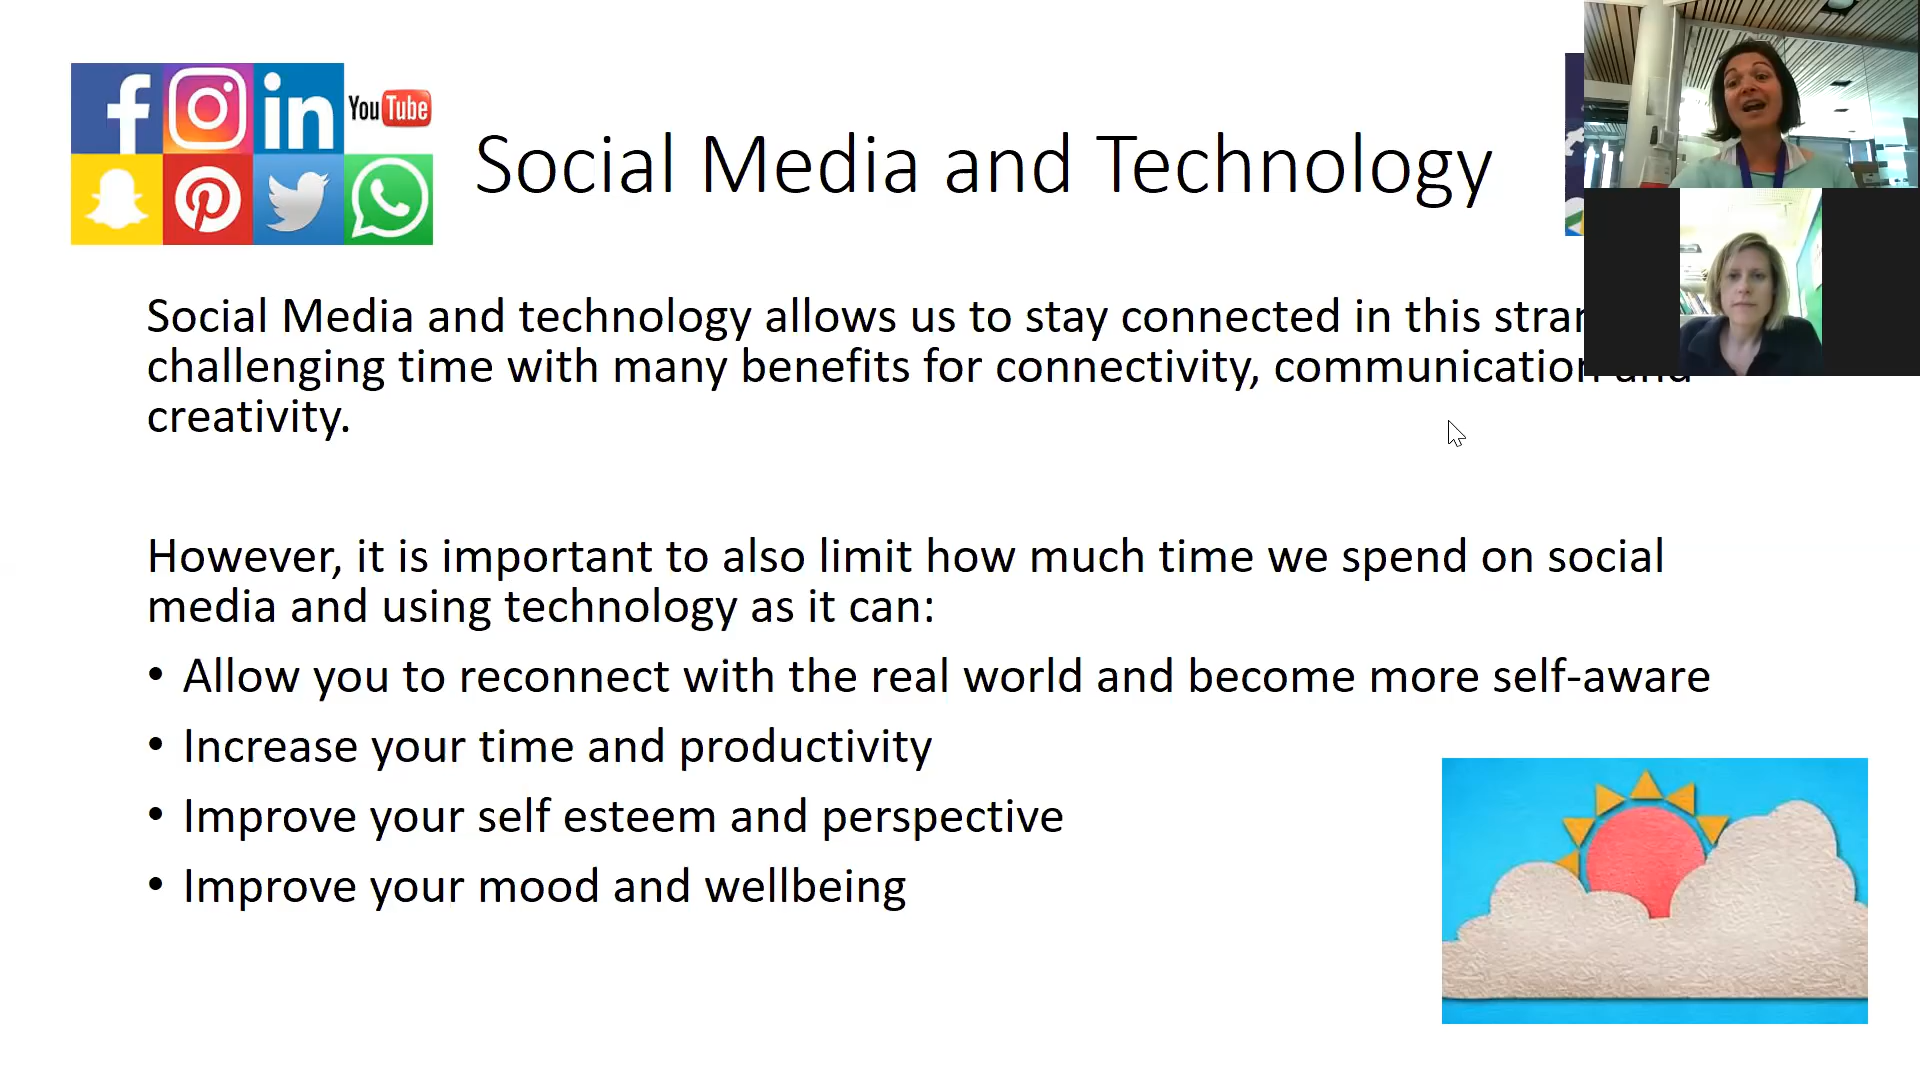 YouTube
Social Media and Technology
Social Media and technology allows us to stay connected in this
challenging time with many benefits for connectivity, communication and
creativity.
However, it is important to also limit how much time we spend on social
media and using technology as it can:
• Allow you to reconnect with the real world and become more self-aware
• Increase your time and productivity
• Improve your self esteem and perspective
• Improve your mood and wellbeing